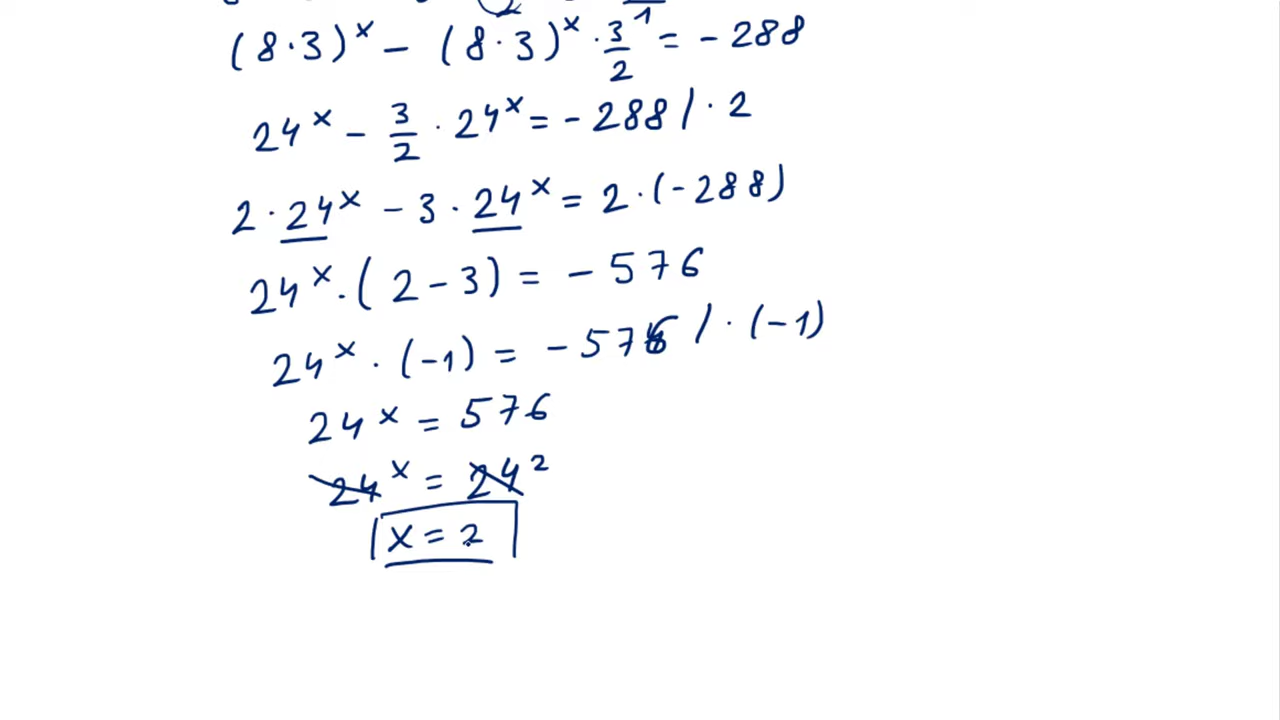 (8·3)^x − (8·3)^x · 3/2^1 = −288
24^x − 3/2 · 24^x = −288 / · 2
2 · 24^x − 3 · 24^x = 2 · (−288)
24^x · (2 − 3) = −576
24^x · (−1) = −576 / · (−1)
24^x = 576
24^x = 24^2
x = 2